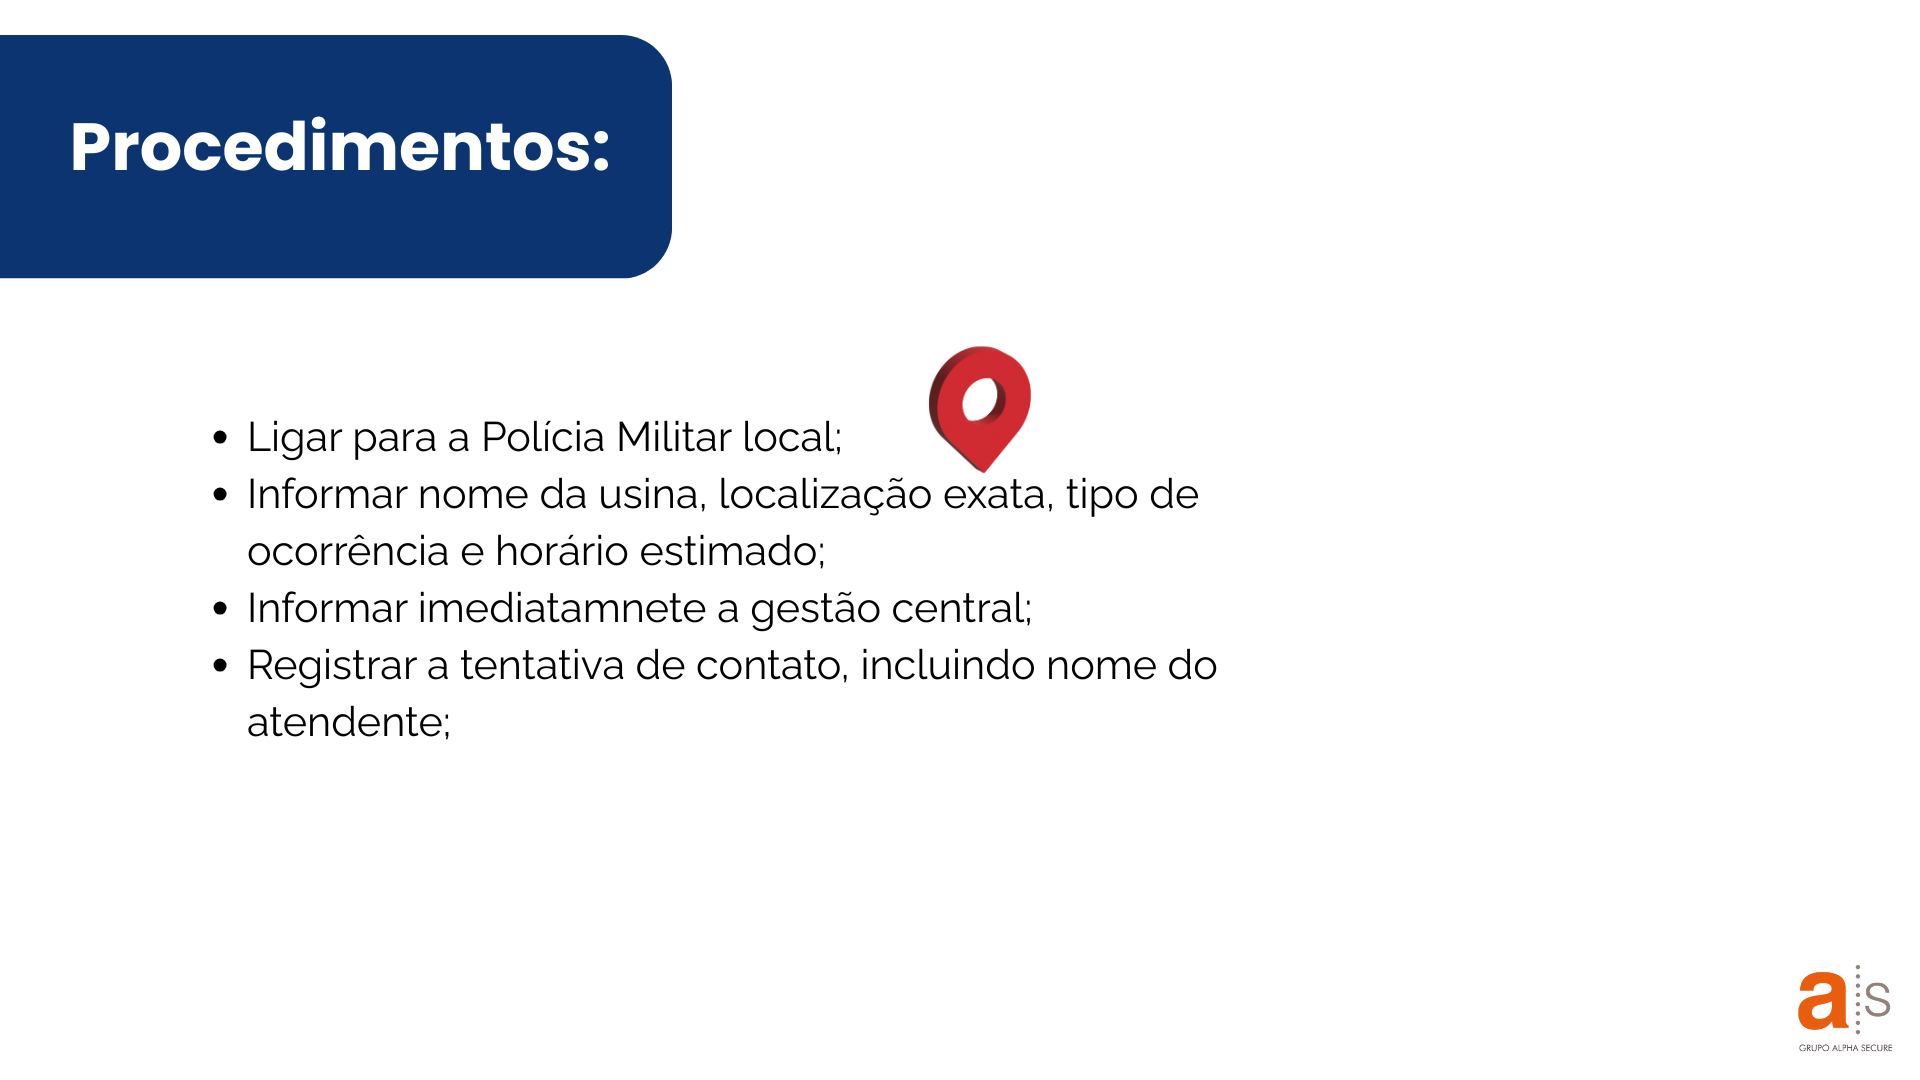 Procedimentos:
• Ligar para a Polícia Militar local;
• Informar nome da usina, localização exata, tipo de
ocorrência e horário estimado;
• Informar imediatamnete a gestão central;
• Registrar a tentativa de contato, incluindo nome do
atendente;
a s
GRUPO ALPHA SECURE